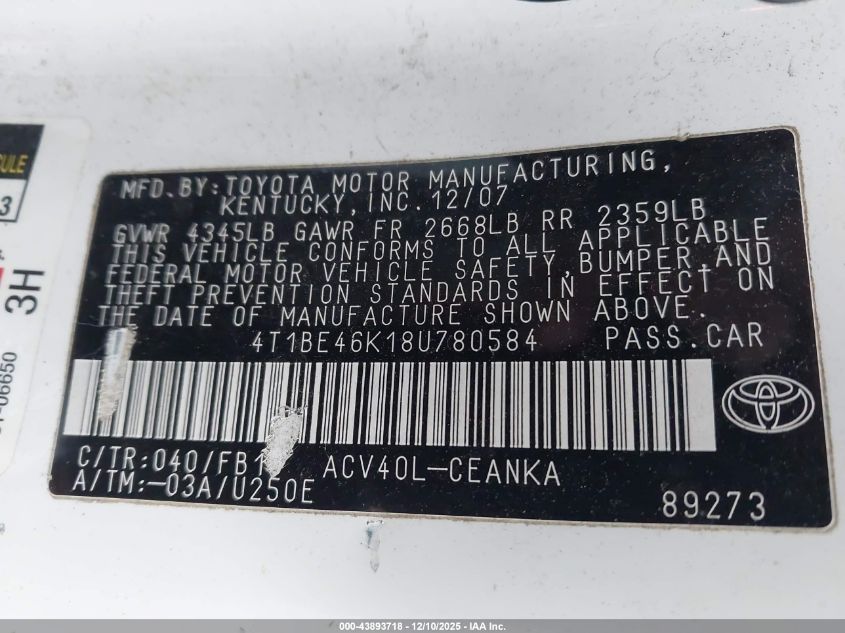 MFD. BY: TOYOTA MOTOR MANUFACTURING,
KENTUCKY, INC. 12/07
GVWR 4345LB GAWR FR 2668LB RR 2359LB
THIS VEHICLE CONFORMS TO ALL APPLICABLE
FEDERAL MOTOR VEHICLE SAFETY, BUMPER, AND
THEFT PREVENTION STANDARDS IN EFFECT ON
THE DATE OF MANUFACTURE SHOWN ABOVE.
4T1BE46K18U780584 PASS. CAR
C/TR: 040/FB1 ACV40L-CEANKA
A/TM:-03A/U250E
89273
3
3H
06650
000-43893718 - 12/10/2025 - IAA Inc.